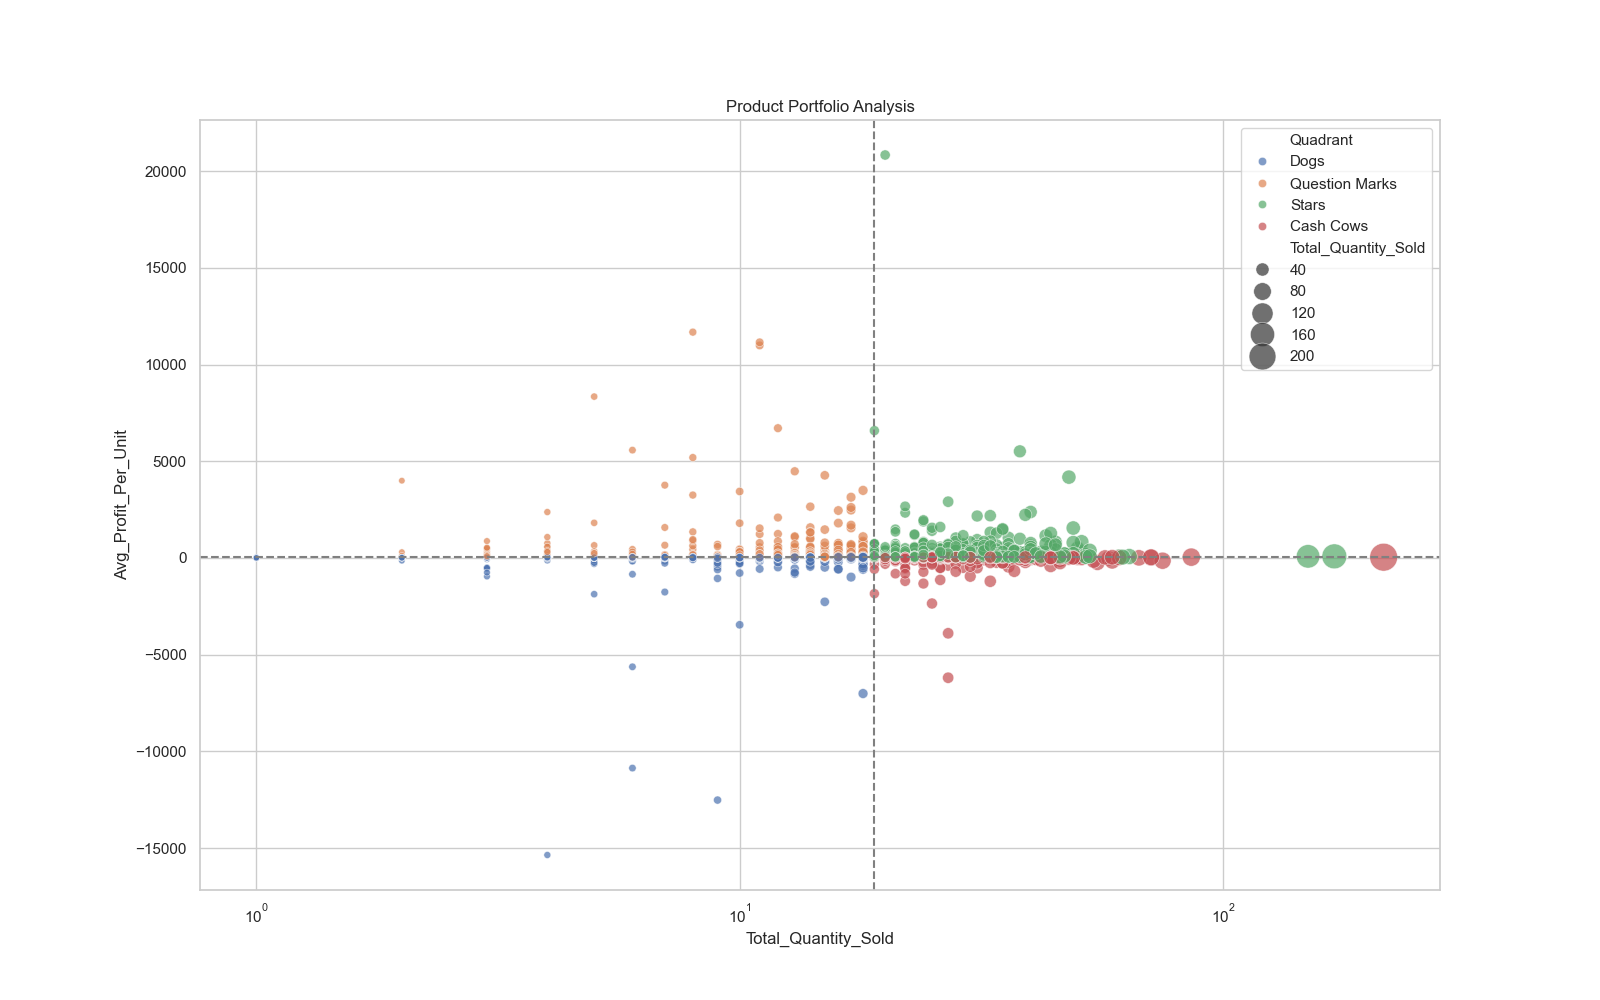 Product Portfolio Analysis
Quadrant
Dogs
Question Marks
Stars
Cash Cows
Total_Quantity_Sold
40
80
120
160
200
Avg_Profit_Per_Unit
20000
15000
10000
5000
0
−5000
−10000
−15000
10⁰ 10¹ 10²
Total_Quantity_Sold